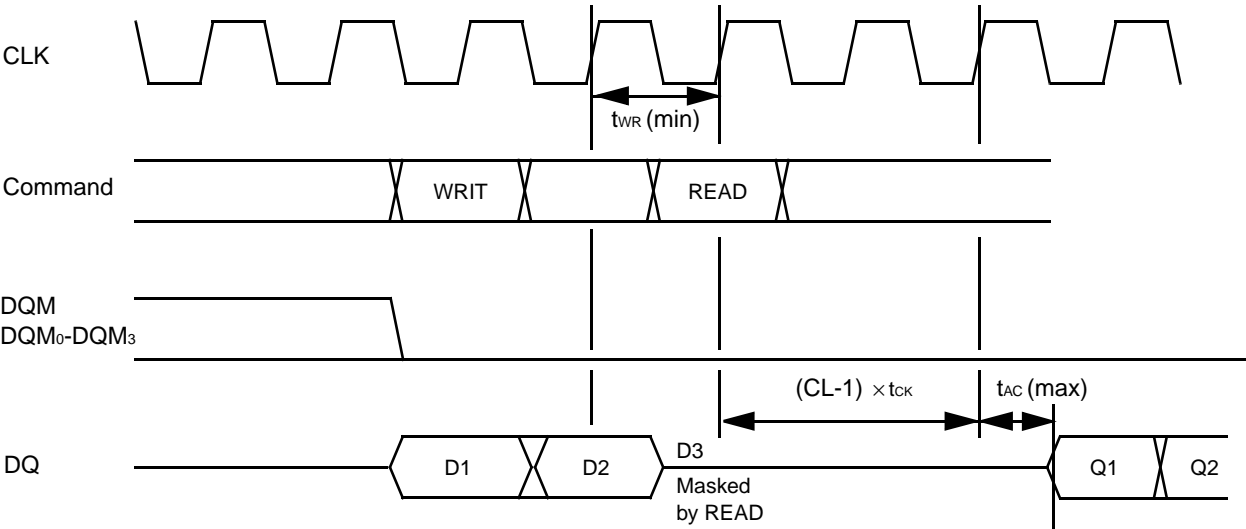 CLK
tWR (min)
Command
WRIT
READ
DQM
DQM0-DQM3
(CL-1) × tCK
tAC (max)
DQ
D1
D2
D3
Masked
by READ
Q1
Q2